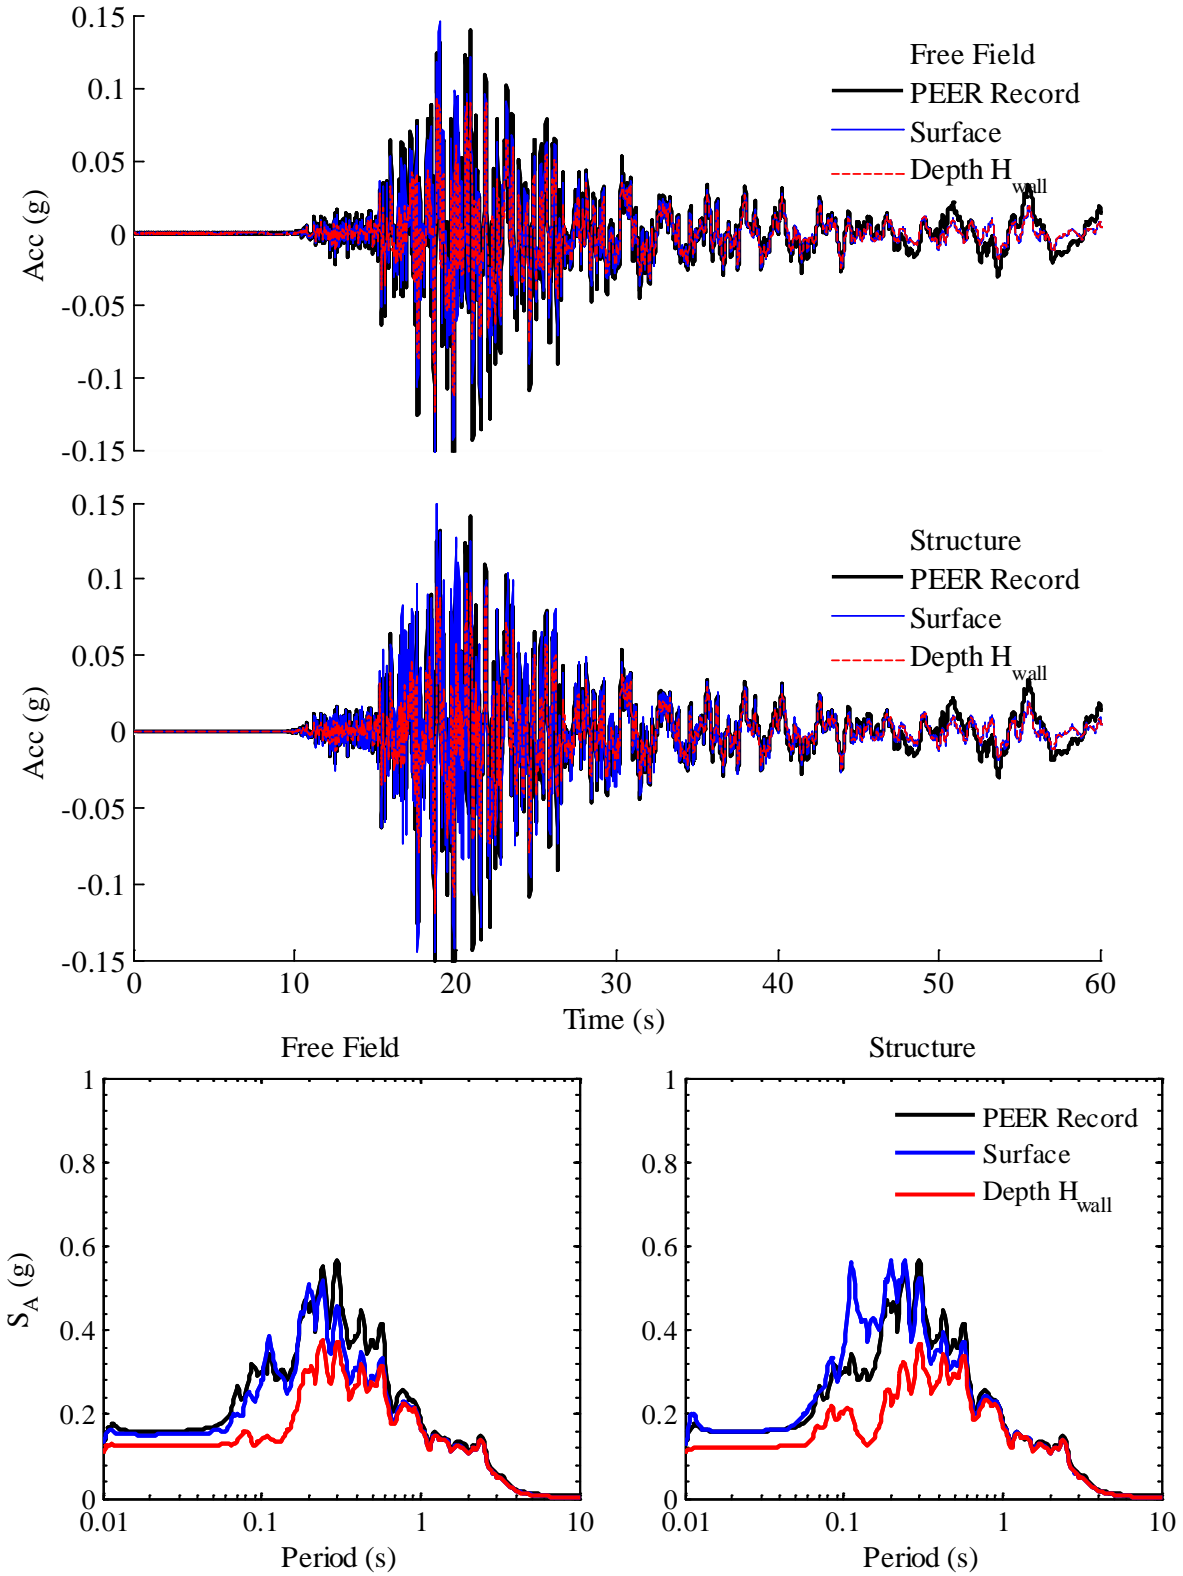 0.15
0.1
0.05
0
-0.05
-0.1
-0.15
Acc (g)
Free Field
PEER Record
Surface
Depth H_wall
0.15
0.1
0.05
0
-0.05
-0.1
-0.15
Acc (g)
Structure
PEER Record
Surface
Depth H_wall
0 10 20 30 40 50 60
Time (s)
Free Field
1
0.8
0.6
0.4
0.2
0
S_A (g)
0.01 0.1 1 10
Period (s)
Structure
1
0.8
0.6
0.4
0.2
0
PEER Record
Surface
Depth H_wall
0.01 0.1 1 10
Period (s)